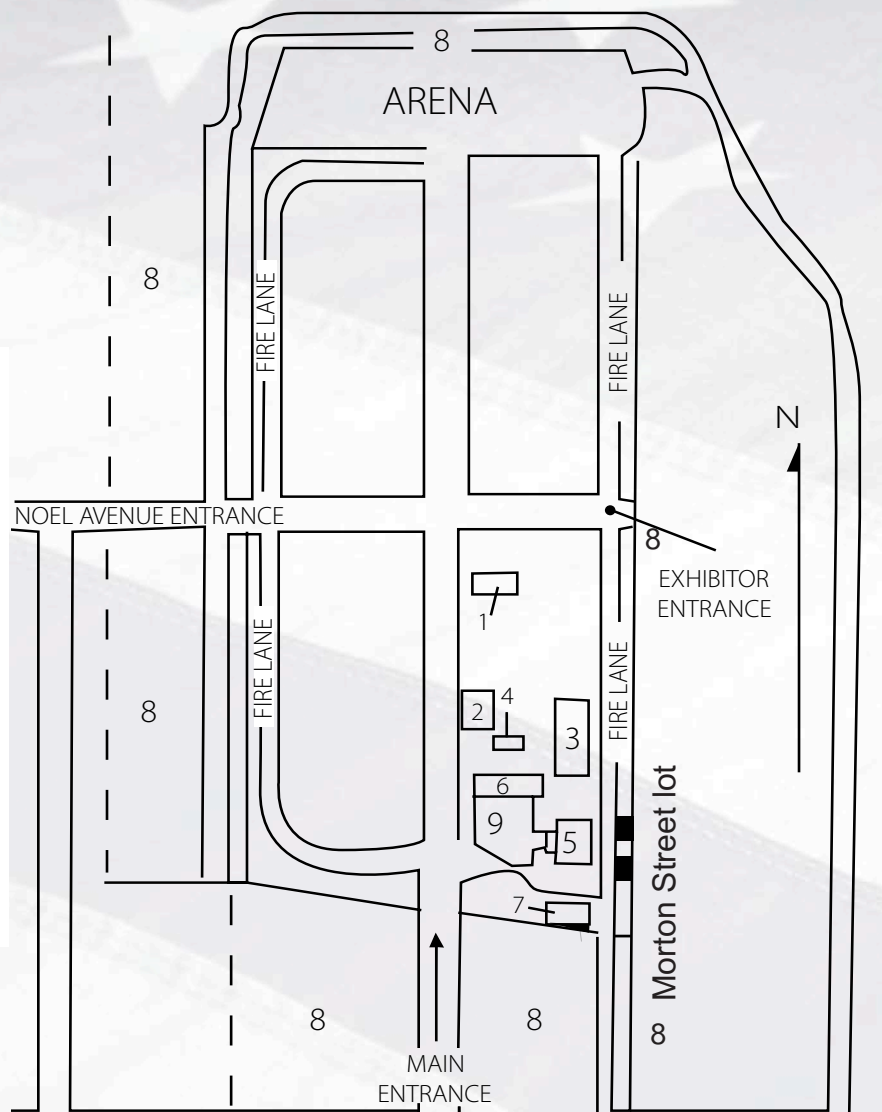 8
ARENA
8
FIRE LANE
FIRE LANE
N
NOEL AVENUE ENTRANCE
8
EXHIBITOR
ENTRANCE
1
FIRE LANE
FIRE LANE
8
2
4
3
6
9
5
7
Morton Street lot
8
8
8
MAIN
ENTRANCE